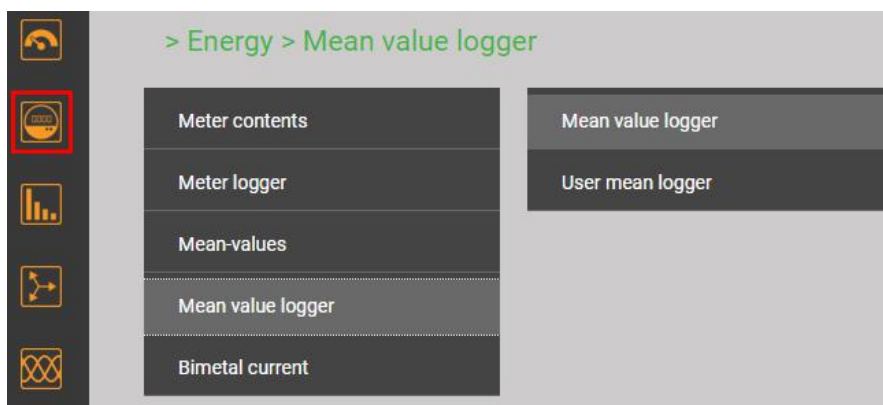 > Energy > Mean value logger
Meter contents
Meter logger
Mean-values
Mean value logger
Bimetal current
Mean value logger
User mean logger